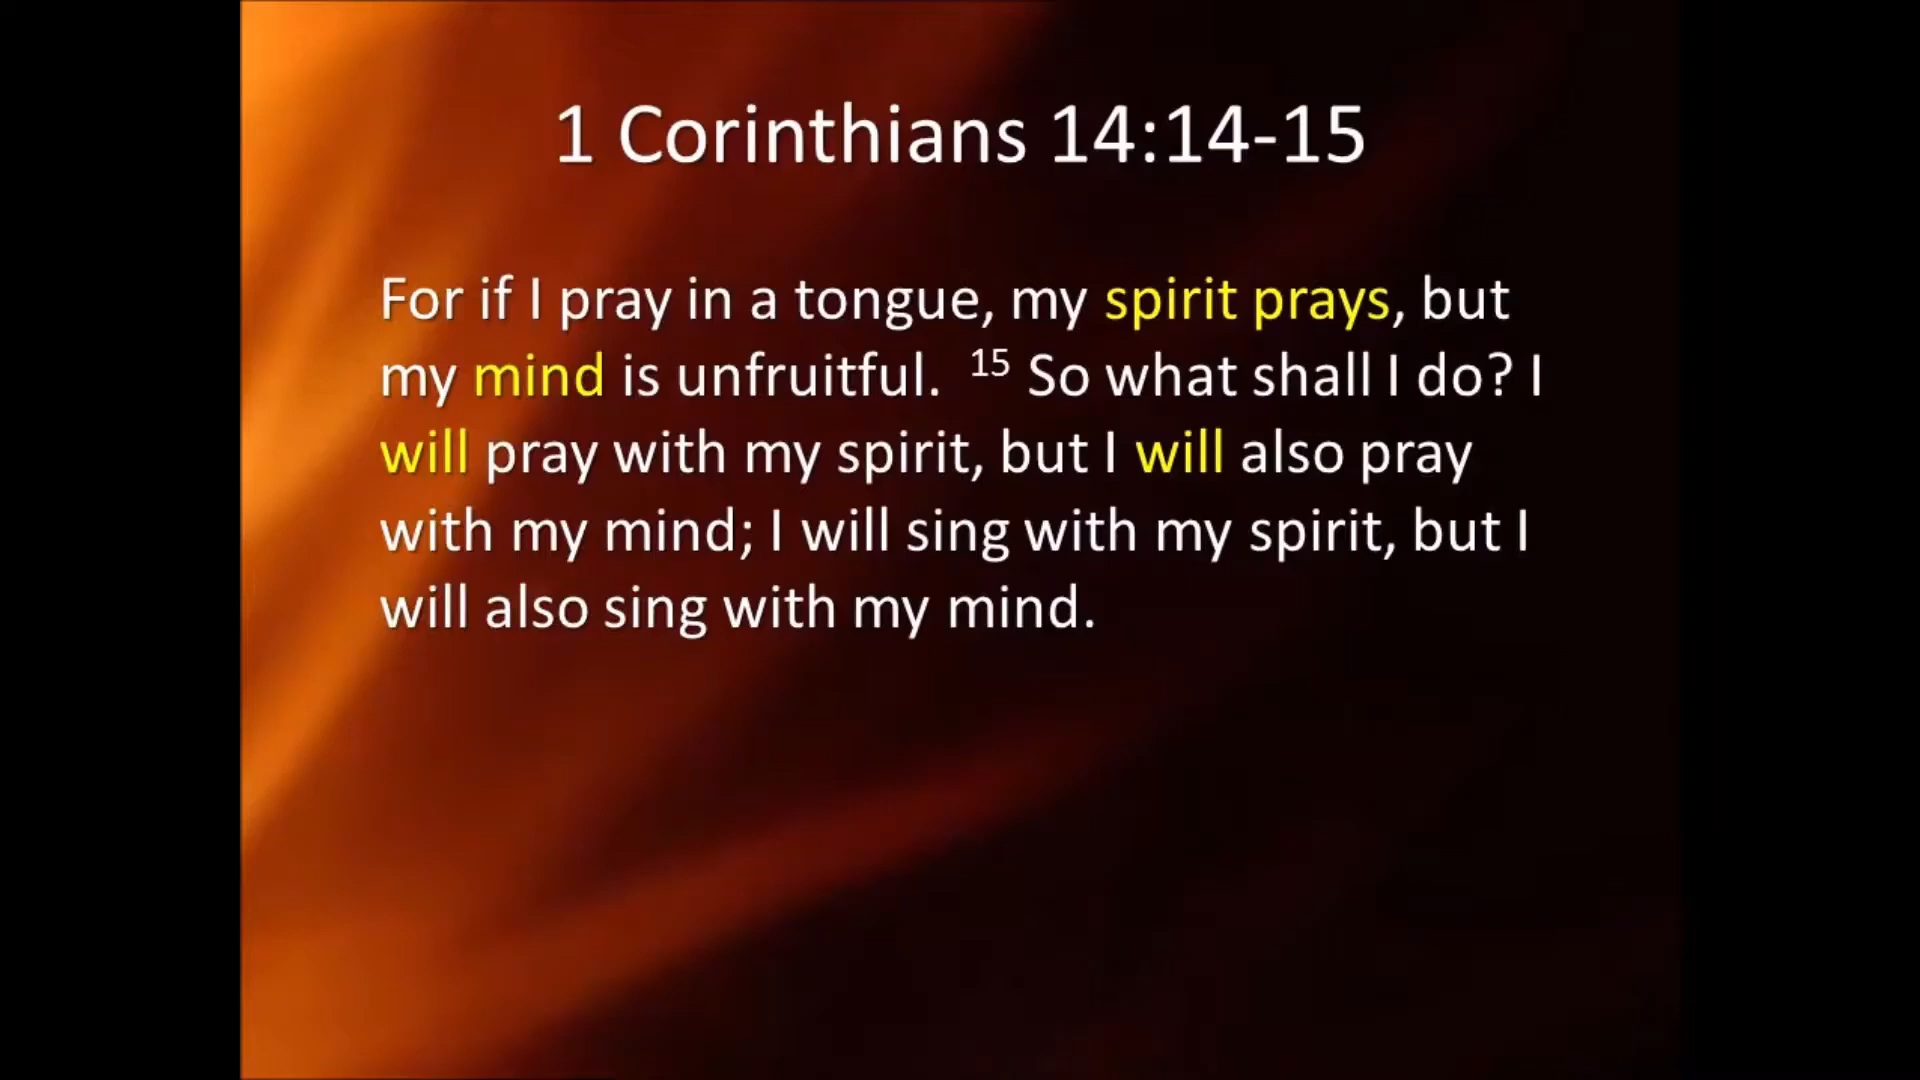 1 Corinthians 14:14-15
For if I pray in a tongue, my spirit prays, but
my mind is unfruitful. 15 So what shall I do? I
will pray with my spirit, but I will also pray
with my mind; I will sing with my spirit, but I
will also sing with my mind.